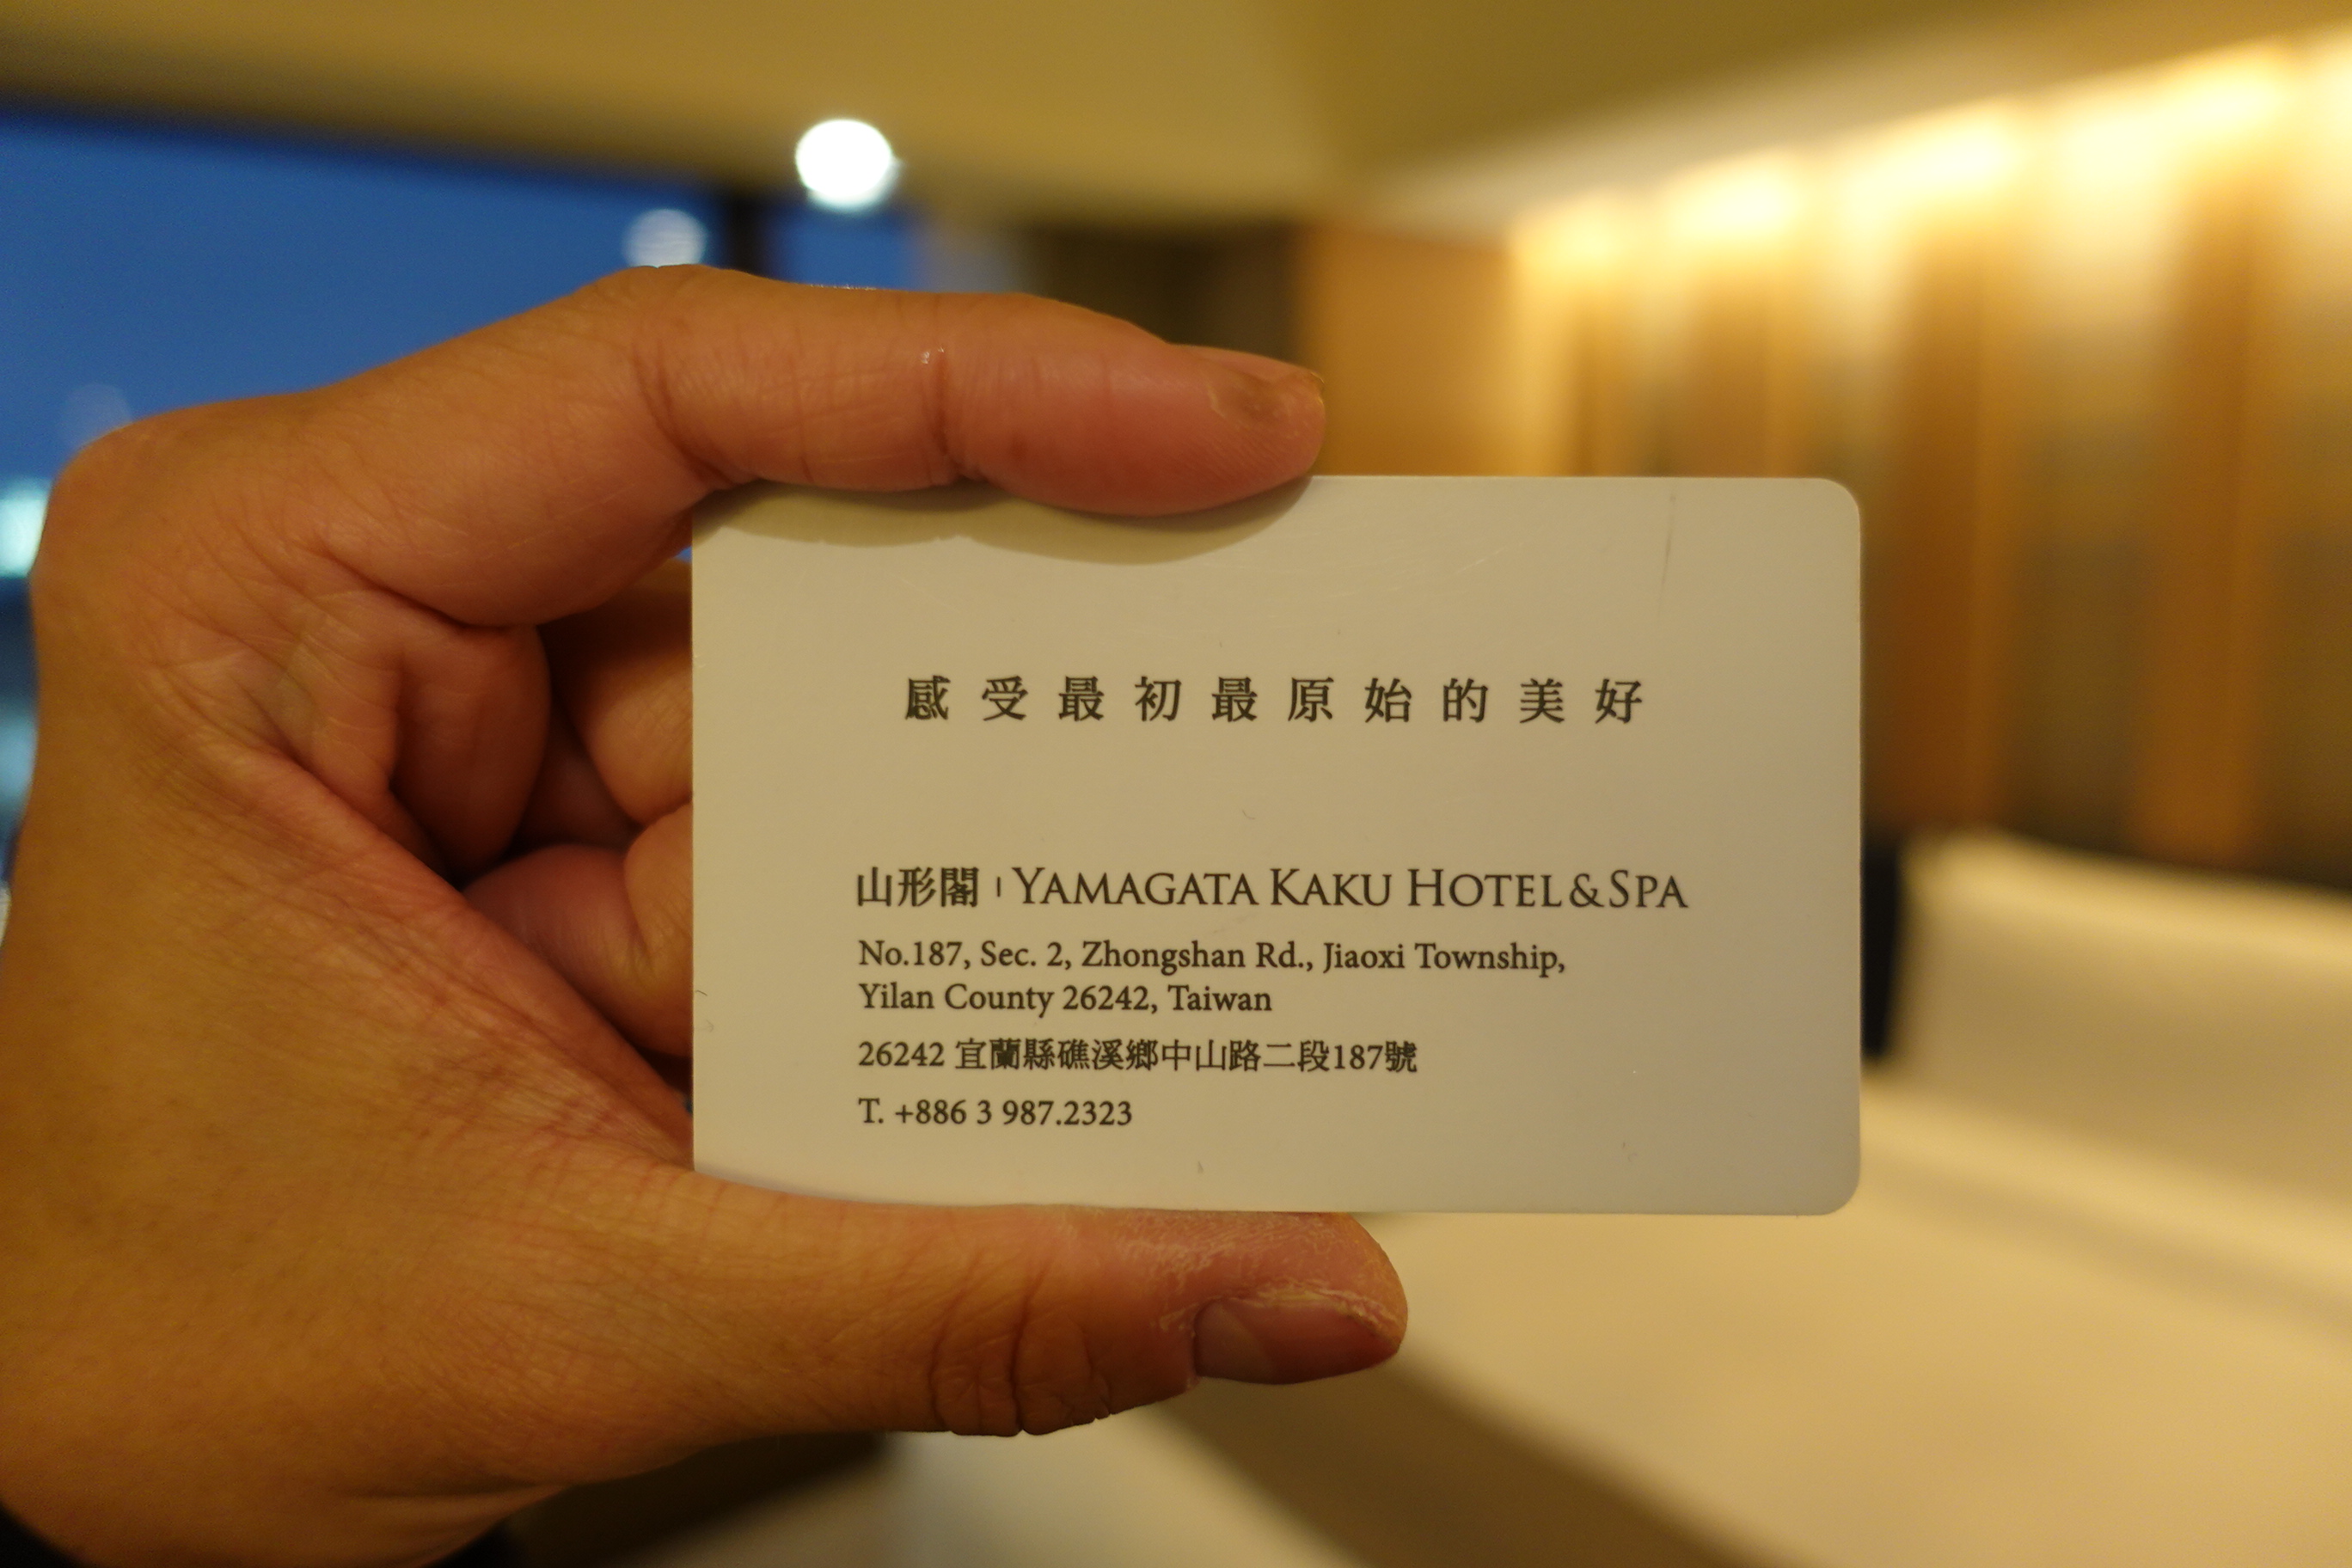 感受最初最原始的美好
山形閣 | YAMAGATA KAKU HOTEL & SPA
No.187, Sec. 2, Zhongshan Rd., Jiaoxi Township,
Yilan County 26242, Taiwan
26242 宜蘭縣礁溪鄉中山路二段187號
T. +886 3 987.2323